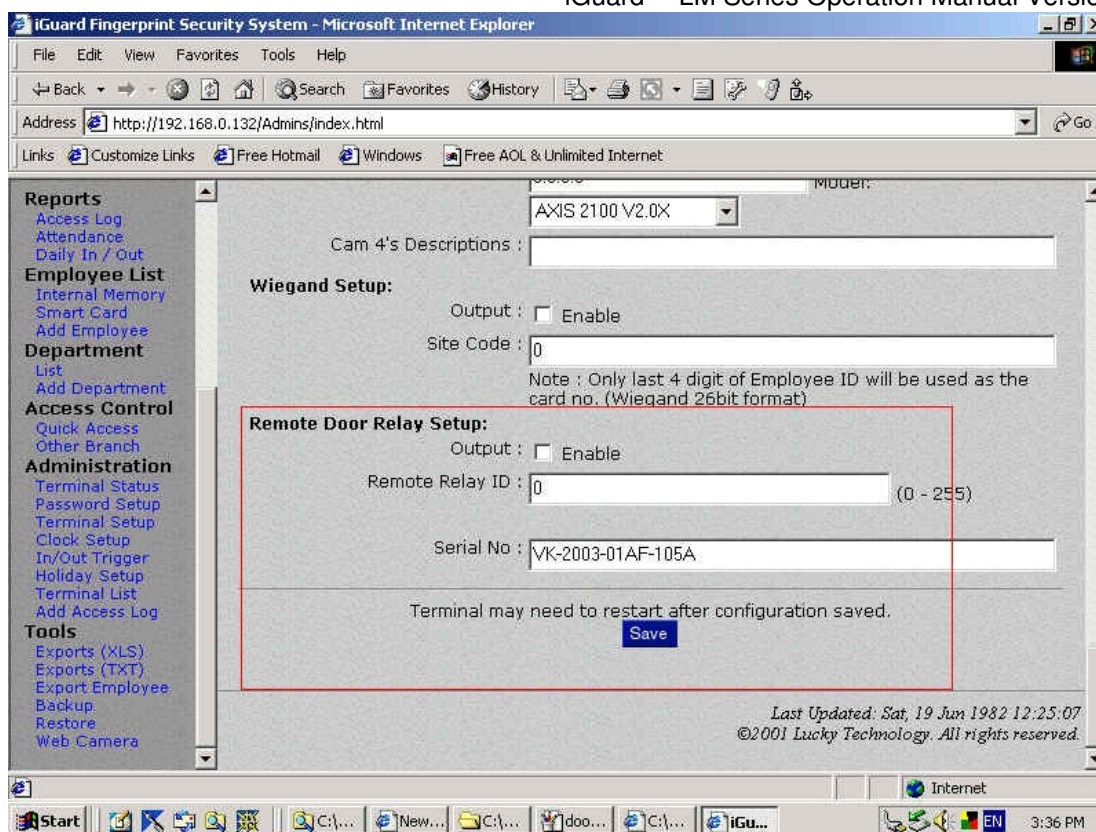 iGuard LM Series Operation Manual Versio
iGuard Fingerprint Security System - Microsoft Internet Explorer
File Edit View Favorites Tools Help
Back Search Favorites History
Address http://192.168.0.132/Admins/index.html Go
Links Customize Links Free Hotmail Windows Free AOL & Unlimited Internet
Reports
Access Log
Attendance
Daily In / Out
Employee List
Internal Memory
Smart Card
Add Employee
Department
List
Add Department
Access Control
Quick Access
Other Branch
Administration
Terminal Status
Password Setup
Terminal Setup
Clock Setup
In/Out Trigger
Holiday Setup
Terminal List
Add Access Log
Tools
Exports (XLS)
Exports (TXT)
Export Employee
Backup
Restore
Web Camera
Model:
AXIS 2100 V2.0X
Cam 4's Descriptions :
Wiegand Setup:
Output : Enable
Site Code : 0
Note : Only last 4 digit of Employee ID will be used as the
card no. (Wiegand 26bit format)
Remote Door Relay Setup:
Output : Enable
Remote Relay ID : 0 (0 - 255)
Serial No : VK-2003-01AF-105A
Terminal may need to restart after configuration saved.
Save
Last Updated: Sat, 19 Jun 1982 12:25:07
©2001 Lucky Technology. All rights reserved.
Internet
Start C:\... New... C:\... doo... C:\... iGu... EN 3:36 PM